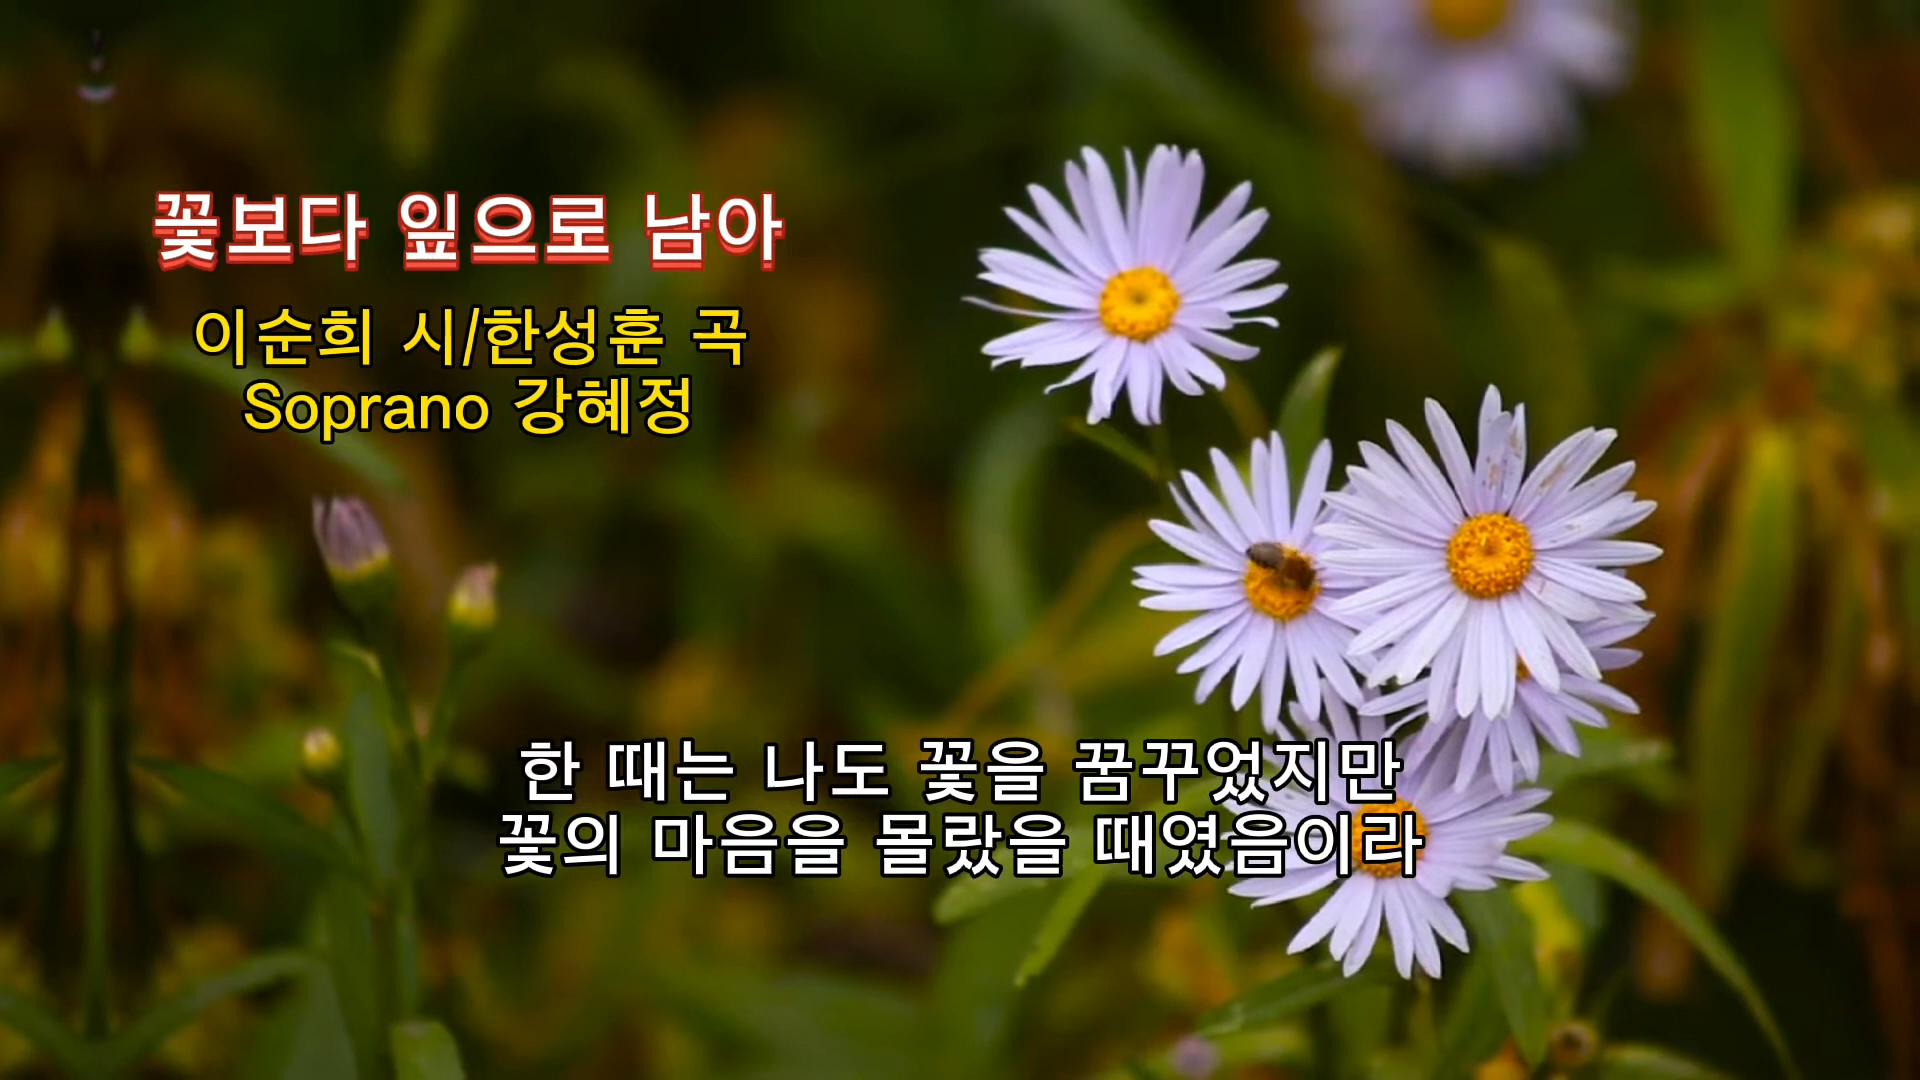 꽃보다 잎으로 남아
이순희 시/한성훈 곡
Soprano 강혜정
한 때는 나도 꽃을 꿈꾸었지만
꽃의 마음을 몰랐을 때였음이라